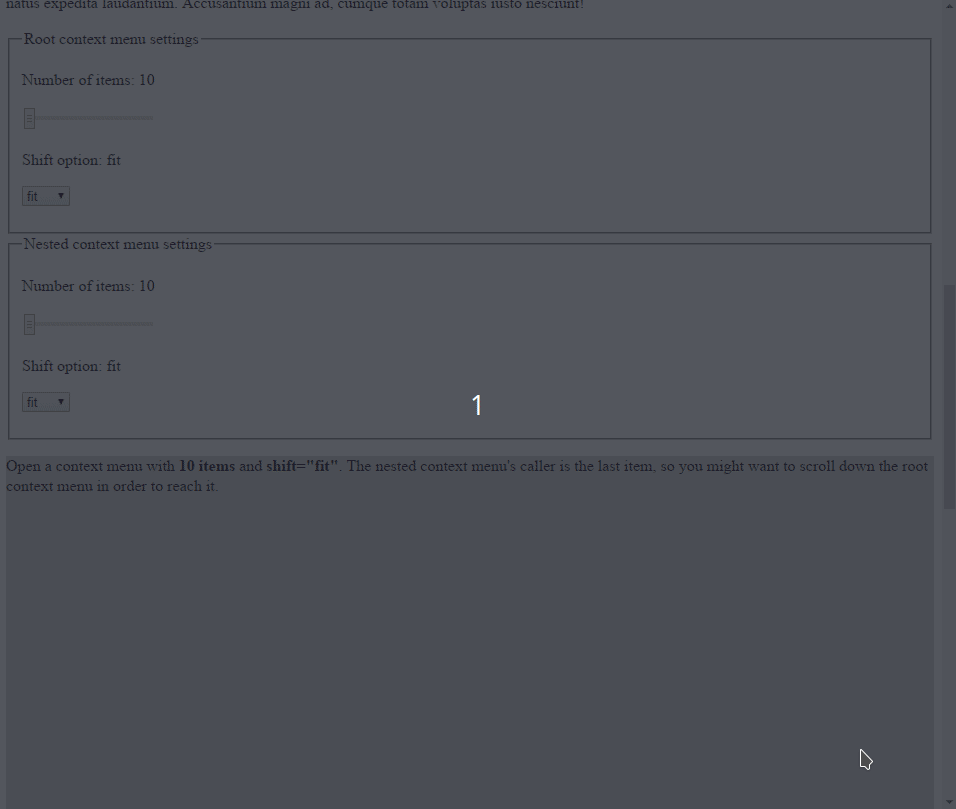 natus expedita laudantium. Accusantium magni ad, cumque totam voluptas iusto nesciunt!
Root context menu settings
Number of items: 10
Shift option: fit
fit
Nested context menu settings
Number of items: 10
Shift option: fit
fit
1
Open a context menu with 10 items and shift="fit". The nested context menu's caller is the last item, so you might want to scroll down the root
context menu in order to reach it.